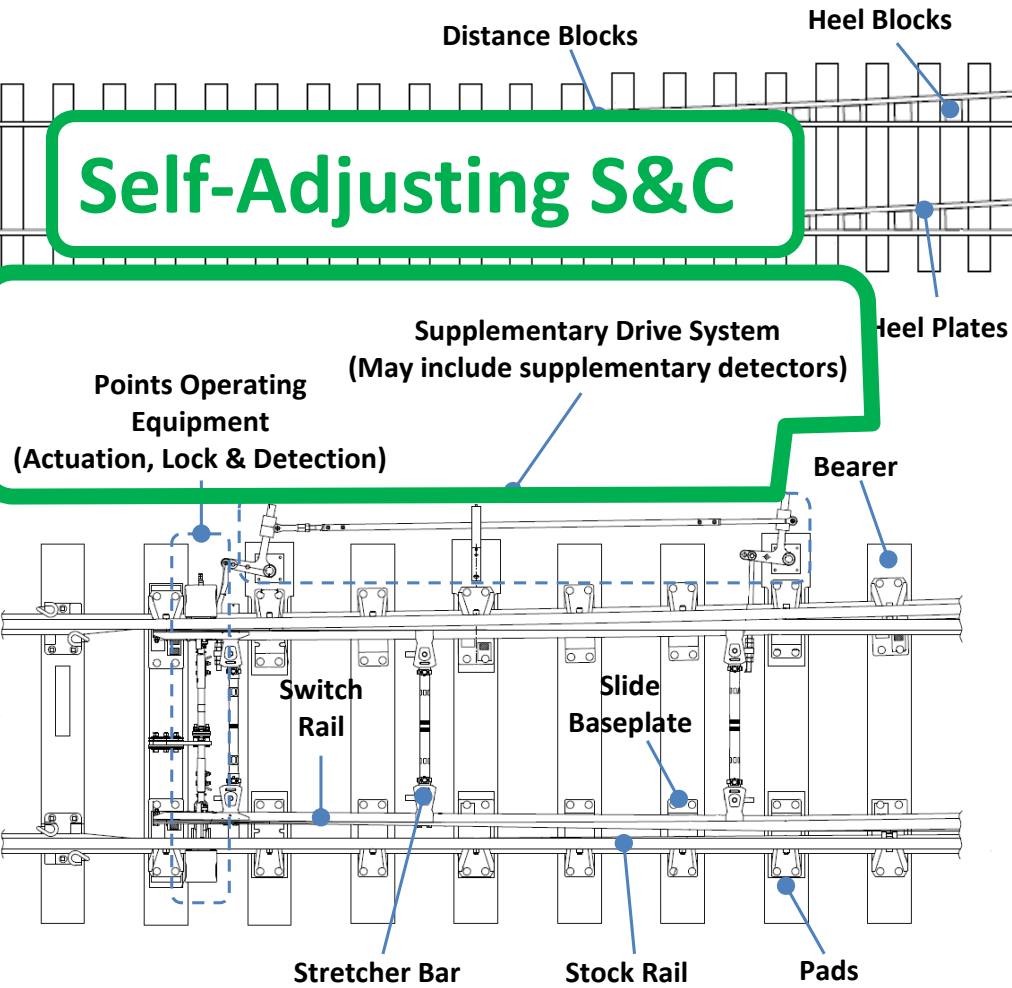 Distance Blocks
Heel Blocks
Self-Adjusting S&C
Heel Plates
Supplementary Drive System
(May include supplementary detectors)
Points Operating
Equipment
(Actuation, Lock & Detection)
Bearer
Switch
Rail
Slide
Baseplate
Stretcher Bar
Stock Rail
Pads